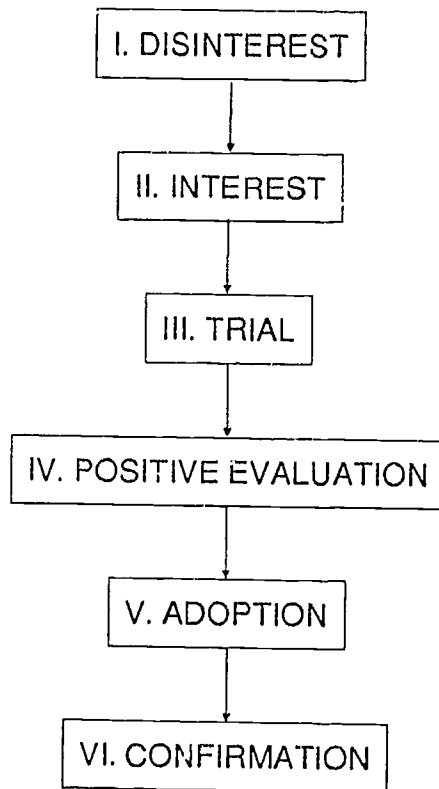 I. DISINTEREST
II. INTEREST
III. TRIAL
IV. POSITIVE EVALUATION
V. ADOPTION
VI. CONFIRMATION